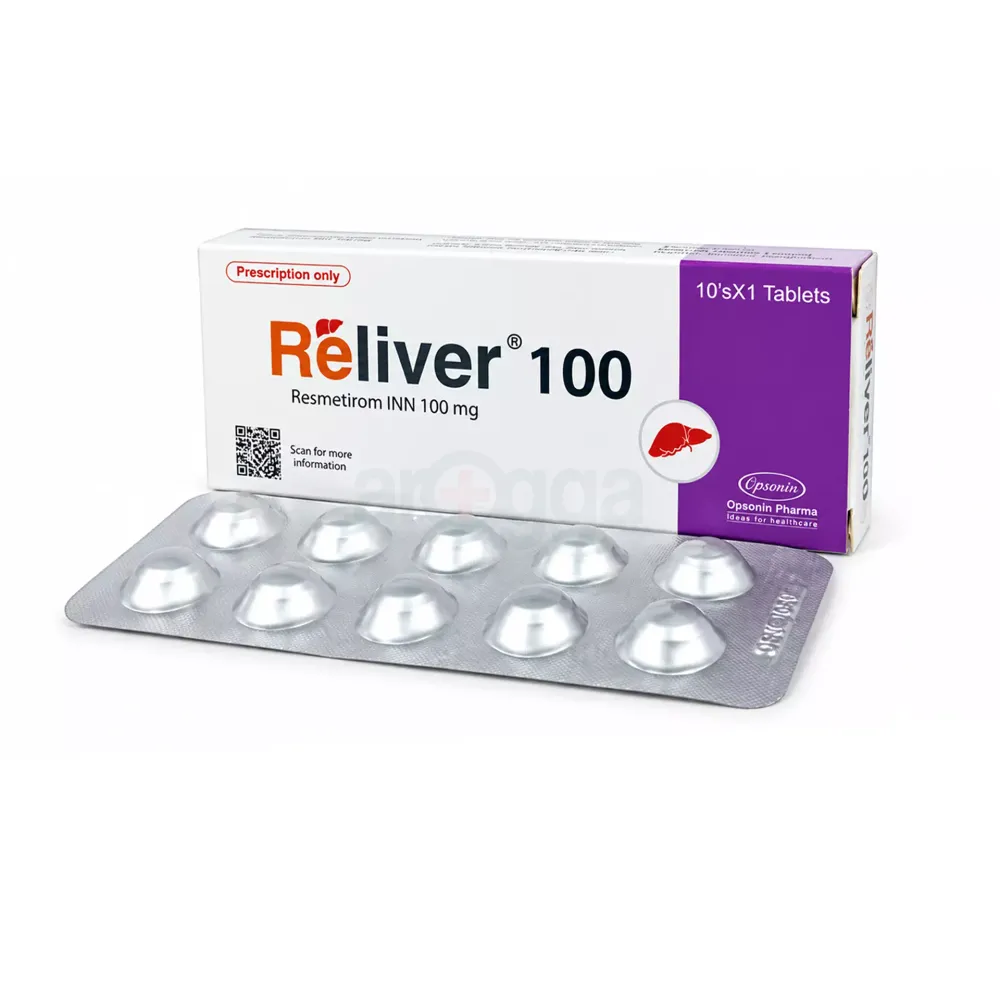 Prescription only
10'sX1 Tablets
Reliver® 100
Resmetirom INN 100 mg
Scan for more
information
Opsonin
Opsonin Pharma
Ideas for healthcare
Reliver® 100
arogga